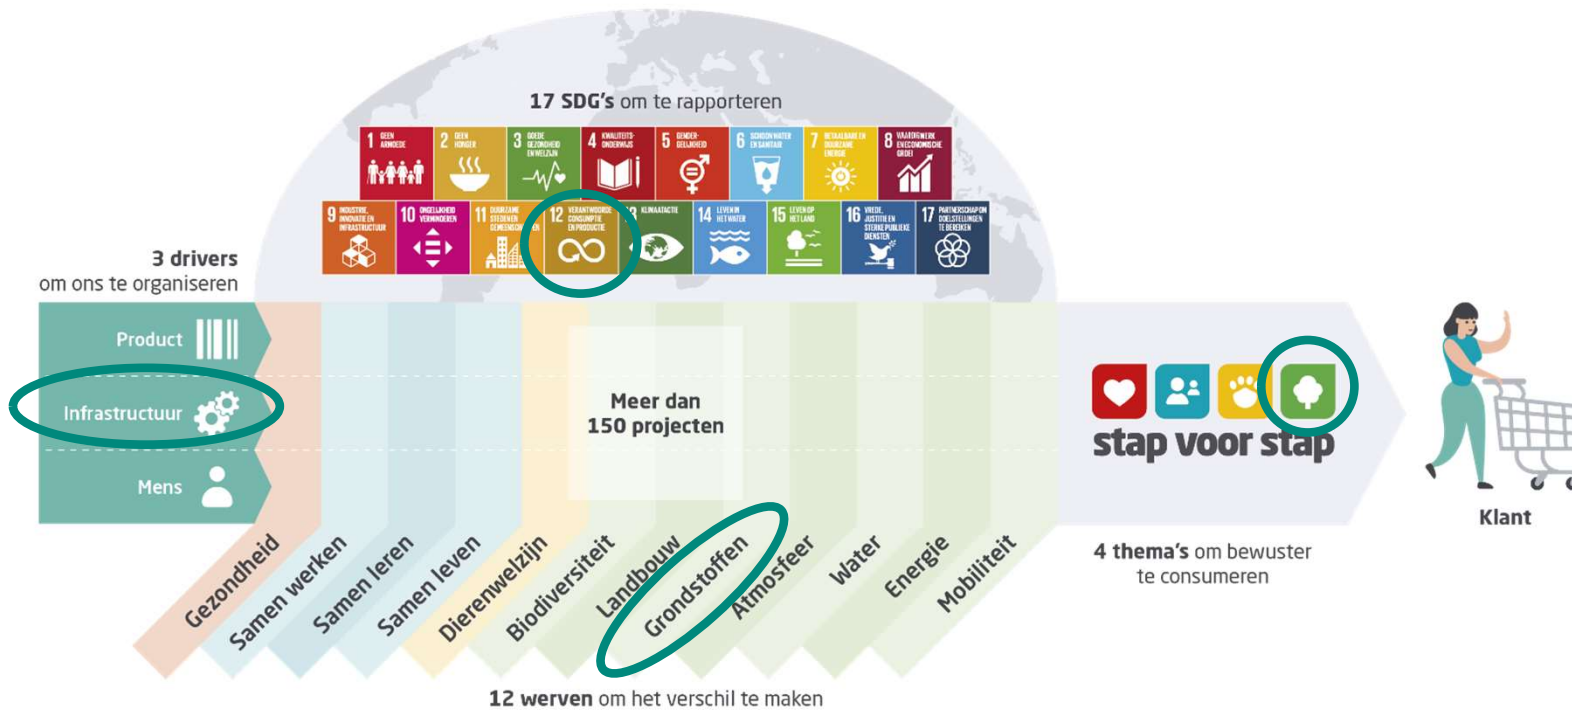 17 SDG's om te rapporteren
1 GEEN
ARMOEDE
2 GEEN
HONGER
3 GOEDE
GEZONDHEID
EN WELZIJN
4 KWALITEITS-
ONDERWIJS
5 GENDER-
GELIJKHEID
6 SCHOON WATER
EN SANITAIR
7 BETAALBARE EN
DUURZAME
ENERGIE
8 WAARDIG WERK
EN ECONOMISCHE
GROEI
9 INDUSTRIE,
INNOVATIE EN
INFRASTRUCTUUR
10 ONGELIJKHEID
VERMINDEREN
11 DUURZAME
STEDEN EN
GEMEENSCHAPPEN
12 VERANTWOORDE
CONSUMPTIE
EN PRODUCTIE
13 KLIMAATACTIE
14 LEVEN IN
HET WATER
15 LEVEN OP
HET LAND
16 VREDE,
JUSTITIE EN
STERKE PUBLIEKE
DIENSTEN
17 PARTNERSCHAP OM
DOELSTELLINGEN
TE BEREIKEN
3 drivers
om ons te organiseren
Product
Infrastructuur
Mens
Meer dan
150 projecten
stap voor stap
Klant
4 thema's om bewuster
te consumeren
Gezondheid
Samen werken
Samen leren
Samen leven
Dierenwelzijn
Biodiversiteit
Landbouw
Grondstoffen
Atmosfeer
Water
Energie
Mobiliteit
12 werven om het verschil te maken